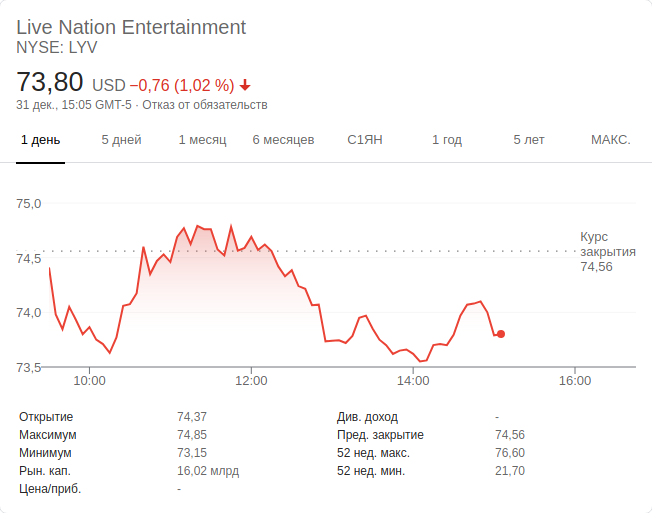 Live Nation Entertainment
NYSE: LYV
73,80 USD −0,76 (1,02 %)
31 дек., 15:05 GMT-5 · Отказ от обязательств
1 день 5 дней 1 месяц 6 месяцев С1ЯН 1 год 5 лет МАКС.
75,0
Курс
закрытия
74,56
74,5
74,0
73,5
10:00 12:00 14:00 16:00
Открытие 74,37 Див. доход -
Максимум 74,85 Пред. закрытие 74,56
Минимум 73,15 52 нед. макс. 76,60
Рын. кап. 16,02 млрд 52 нед. мин. 21,70
Цена/приб. -